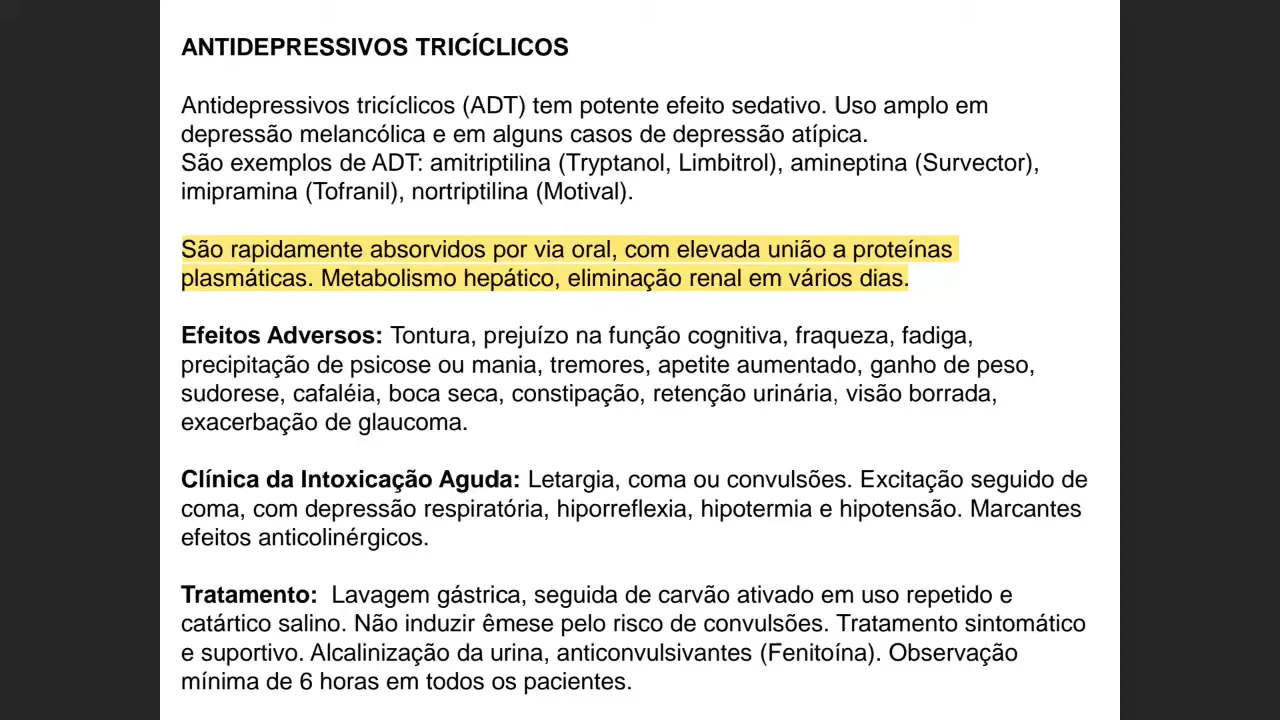 ANTIDEPRESSIVOS TRICÍCLICOS
Antidepressivos tricíclicos (ADT) tem potente efeito sedativo. Uso amplo em
depressão melancólica e em alguns casos de depressão atípica.
São exemplos de ADT: amitriptilina (Tryptanol, Limbitrol), amineptina (Survector),
imipramina (Tofranil), nortriptilina (Motival).
São rapidamente absorvidos por via oral, com elevada união a proteínas
plasmáticas. Metabolismo hepático, eliminação renal em vários dias.
Efeitos Adversos: Tontura, prejuízo na função cognitiva, fraqueza, fadiga,
precipitação de psicose ou mania, tremores, apetite aumentado, ganho de peso,
sudorese, cafaléia, boca seca, constipação, retenção urinária, visão borrada,
exacerbação de glaucoma.
Clínica da Intoxicação Aguda: Letargia, coma ou convulsões. Excitação seguido de
coma, com depressão respiratória, hiporreflexia, hipotermia e hipotensão. Marcantes
efeitos anticolinérgicos.
Tratamento: Lavagem gástrica, seguida de carvão ativado em uso repetido e
catártico salino. Não induzir êmese pelo risco de convulsões. Tratamento sintomático
e suportivo. Alcalinização da urina, anticonvulsivantes (Fenitoína). Observação
mínima de 6 horas em todos os pacientes.